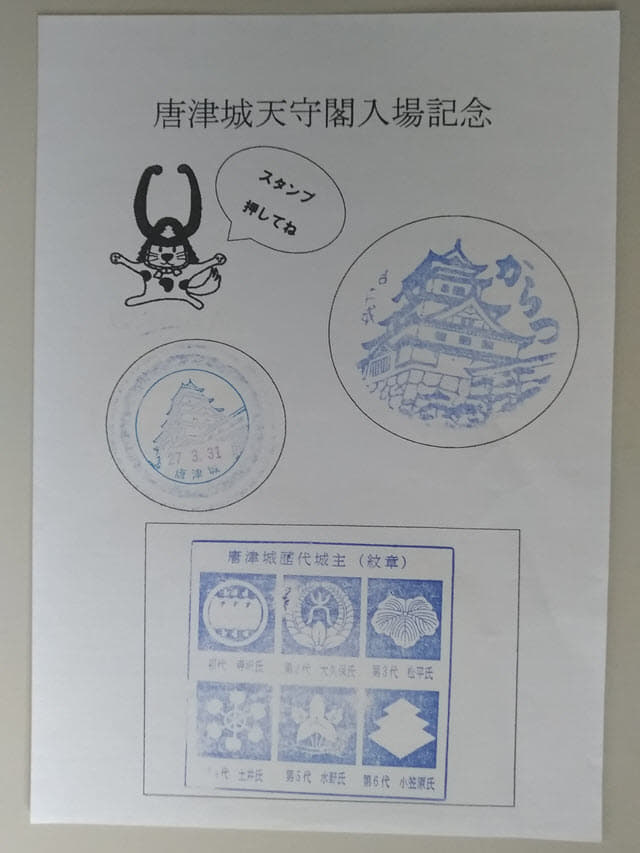 唐津城天守閣入場記念
スタンプ
押してね
からつ
27.3.31
唐津城
唐津城歴代城主(紋章)
初代 寺沢氏 第2代 大久保氏 第3代 松平氏
代 土井氏 第5代 水野氏 第6代 小笠原氏